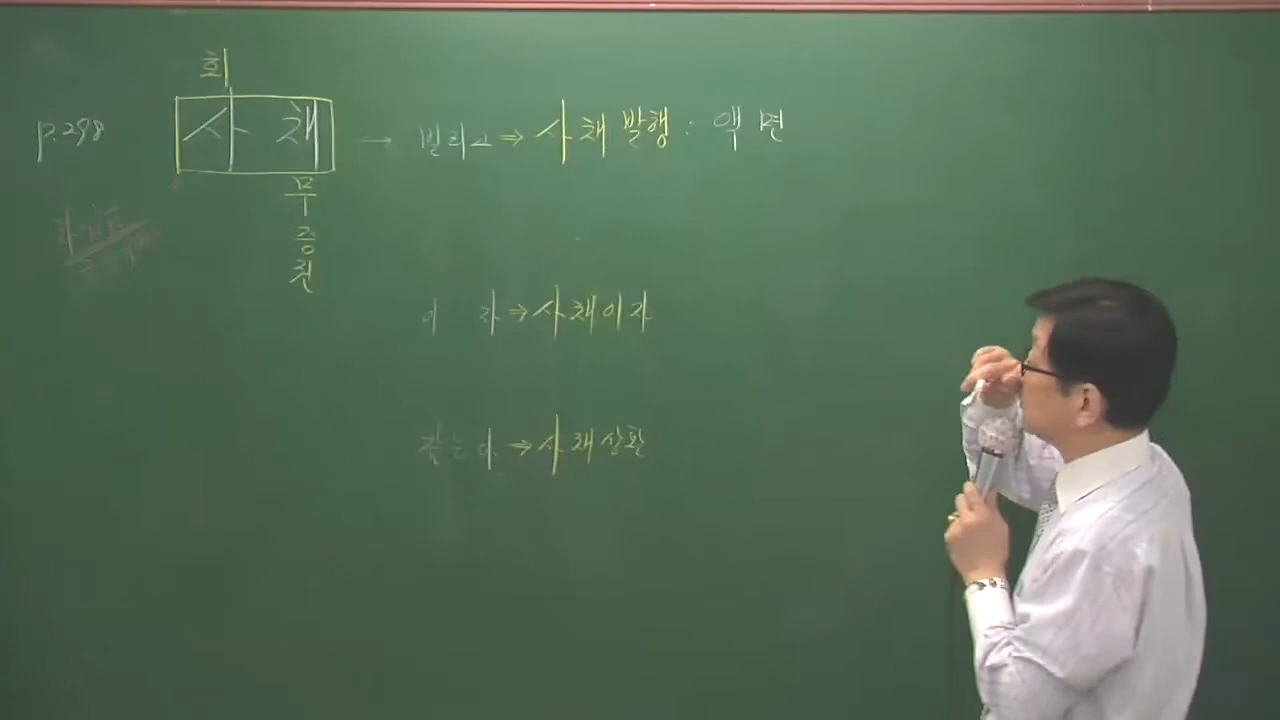 회
p.298 사 채 → 빌리고 ⇒ 사채발행 : 액면
무
증
권
이 자 ⇒ 사채이자
갚는다 ⇒ 사채상환